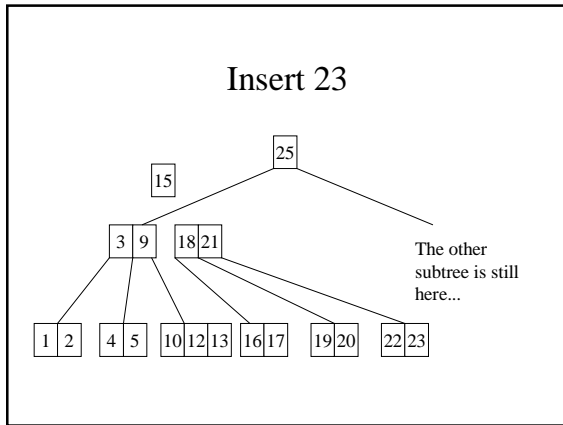 Insert 23
25
15
3 9 18 21
The other
subtree is still
here...
1 2 4 5 10 12 13 16 17 19 20 22 23